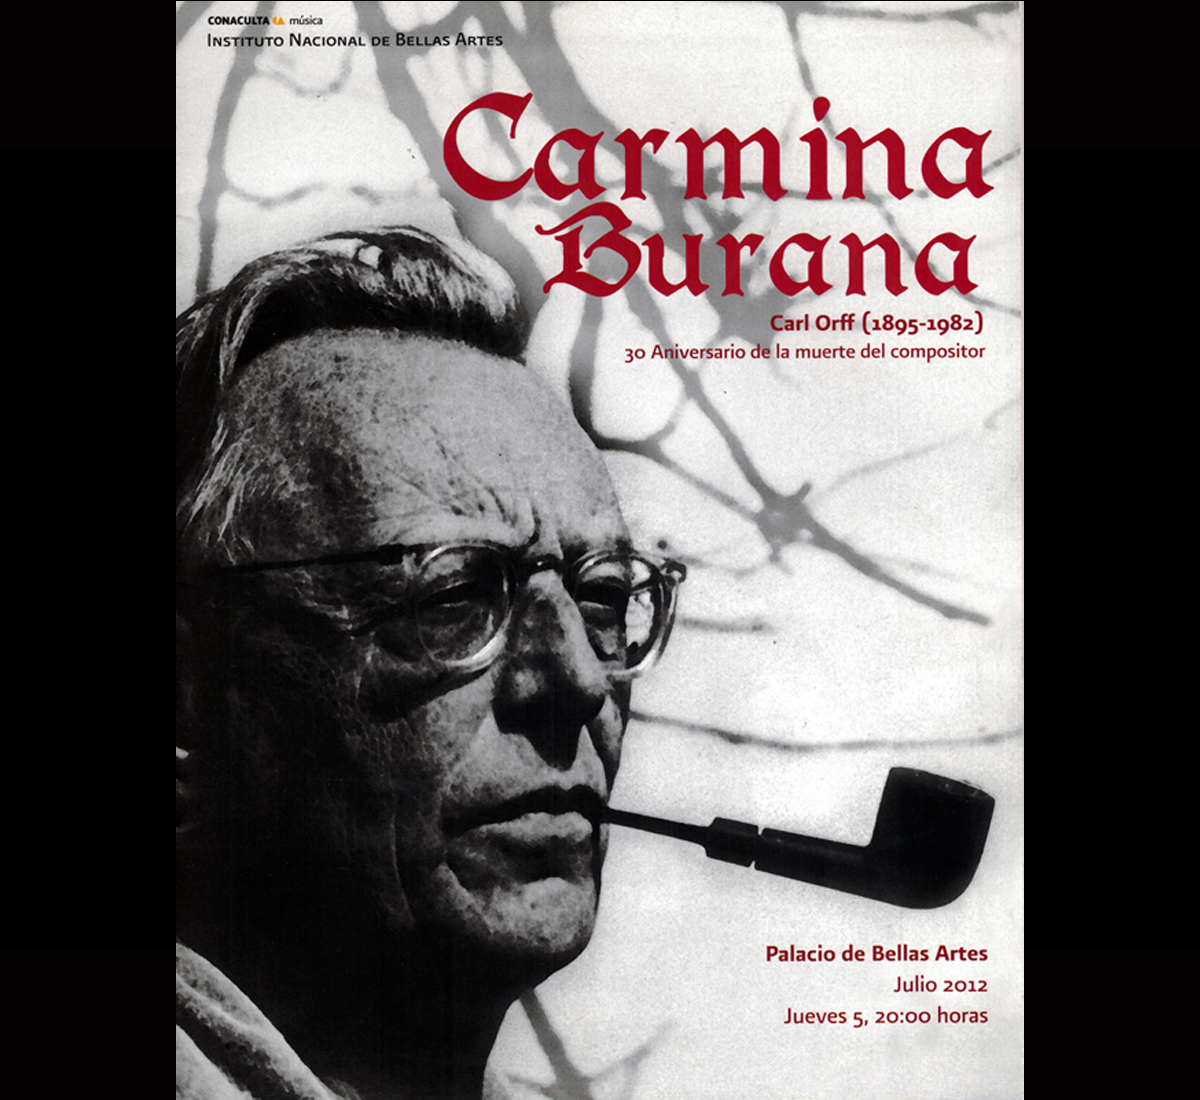 CONACULTA música
INSTITUTO NACIONAL DE BELLAS ARTES
Carmina
Burana
Carl Orff (1895-1982)
30 Aniversario de la muerte del compositor
Palacio de Bellas Artes
Julio 2012
Jueves 5, 20:00 horas